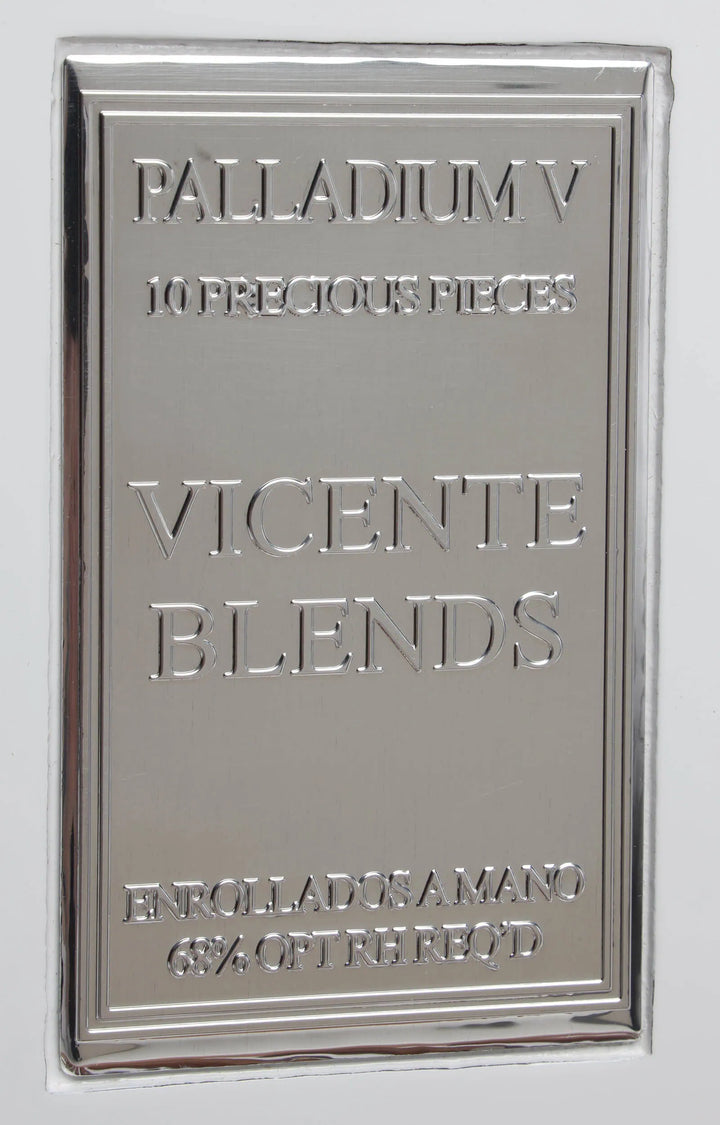 PALLADIUM V
10 PRECIOUS PIECES
VICENTE
BLENDS
ENROLLADOS A MANO
68% OPT RH REQ'D